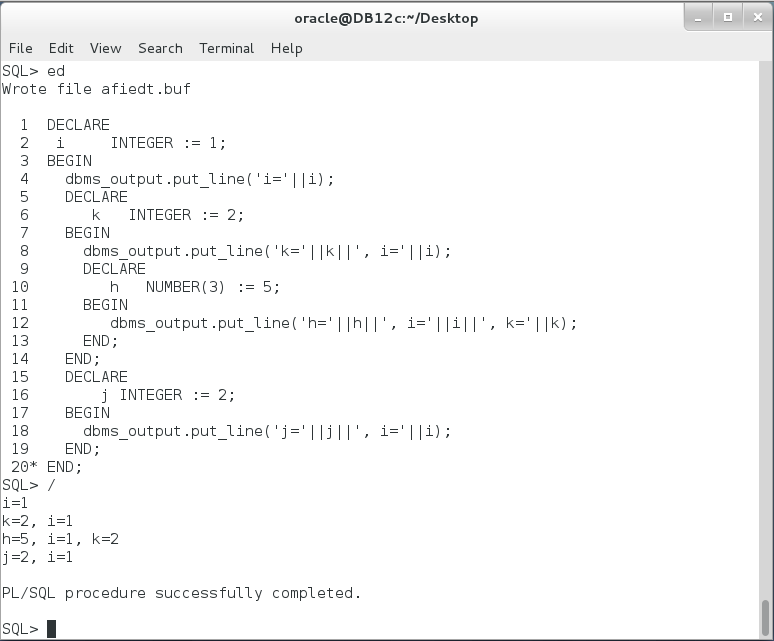 oracle@DB12c:~/Desktop
File Edit View Search Terminal Help
SQL> ed
Wrote file afiedt.buf
  1  DECLARE
  2   i     INTEGER := 1;
  3  BEGIN
  4    dbms_output.put_line('i='||i);
  5    DECLARE
  6       k   INTEGER := 2;
  7    BEGIN
  8      dbms_output.put_line('k='||k||', i='||i);
  9      DECLARE
 10         h   NUMBER(3) := 5;
 11      BEGIN
 12         dbms_output.put_line('h='||h||', i='||i||', k='||k);
 13      END;
 14    END;
 15    DECLARE
 16        j INTEGER := 2;
 17    BEGIN
 18      dbms_output.put_line('j='||j||', i='||i);
 19    END;
 20* END;
SQL> /
i=1
k=2, i=1
h=5, i=1, k=2
j=2, i=1
PL/SQL procedure successfully completed.
SQL>